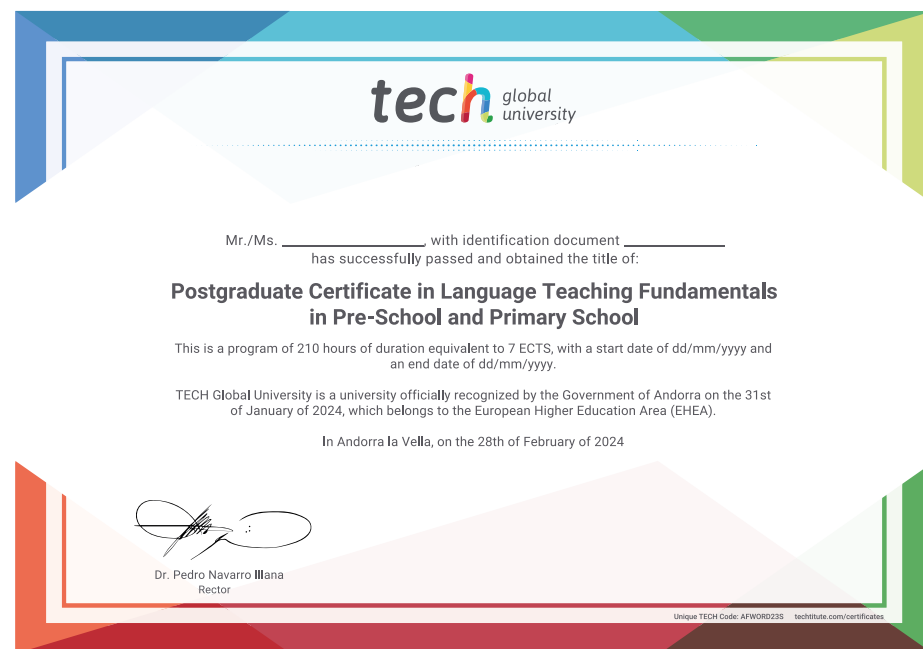 tech global
university
Mr./Ms. ____________, with identification document ____________
has successfully passed and obtained the title of:
Postgraduate Certificate in Language Teaching Fundamentals
in Pre-School and Primary School
This is a program of 210 hours of duration equivalent to 7 ECTS, with a start date of dd/mm/yyyy and
an end date of dd/mm/yyyy.
TECH Global University is a university officially recognized by the Government of Andorra on the 31st
of January of 2024, which belongs to the European Higher Education Area (EHEA).
In Andorra la Vella, on the 28th of February of 2024
Dr. Pedro Navarro Illana
Rector
Unique TECH Code: AFWORD23S techtitute.com/certificates